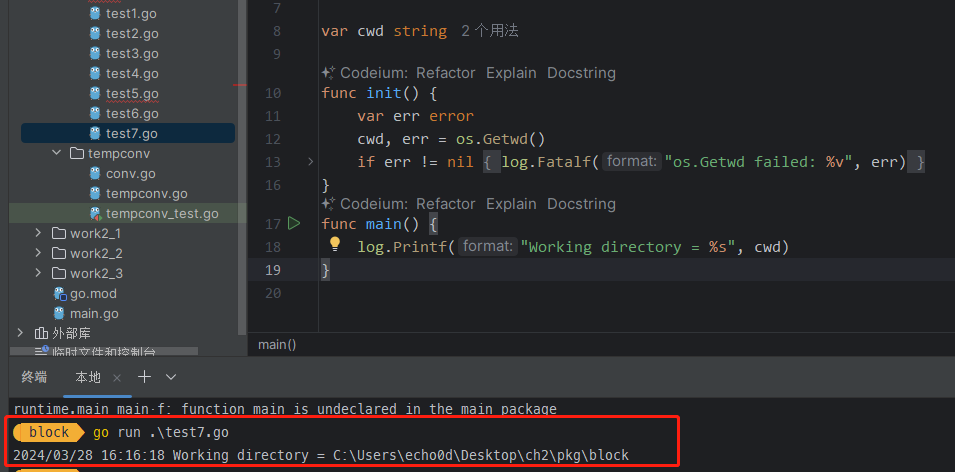 test1.go
test2.go
test3.go
test4.go
test5.go
test6.go
test7.go
tempconv
conv.go
tempconv.go
tempconv_test.go
work2_1
work2_2
work2_3
go.mod
main.go
外部库
临时文件和控制台
7
8 var cwd string 2 个用法
9
Codeium: Refactor Explain Docstring
10 func init() {
11 var err error
12 cwd, err = os.Getwd()
13 if err != nil { log.Fatalf( format: "os.Getwd failed: %v", err) }
16 }
Codeium: Refactor Explain Docstring
17 func main() {
18 log.Printf( format: "Working directory = %s", cwd)
19 }
20
main()
终端 本地
runtime.main_main·f: function main is undeclared in the main package
block go run .\test7.go
2024/03/28 16:16:18 Working directory = C:\Users\echo0d\Desktop\ch2\pkg\block